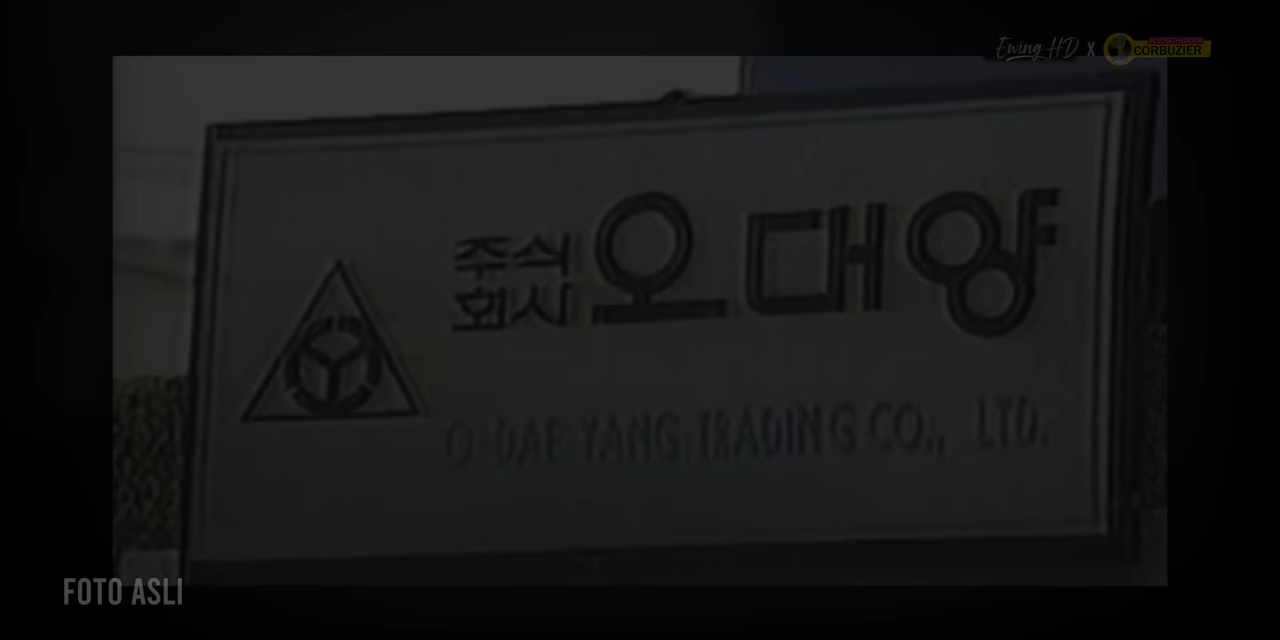 Ewing HD X CORBUZIER
주식
회사 오대양
O DAE YANG TRADING CO., LTD.
FOTO ASLI